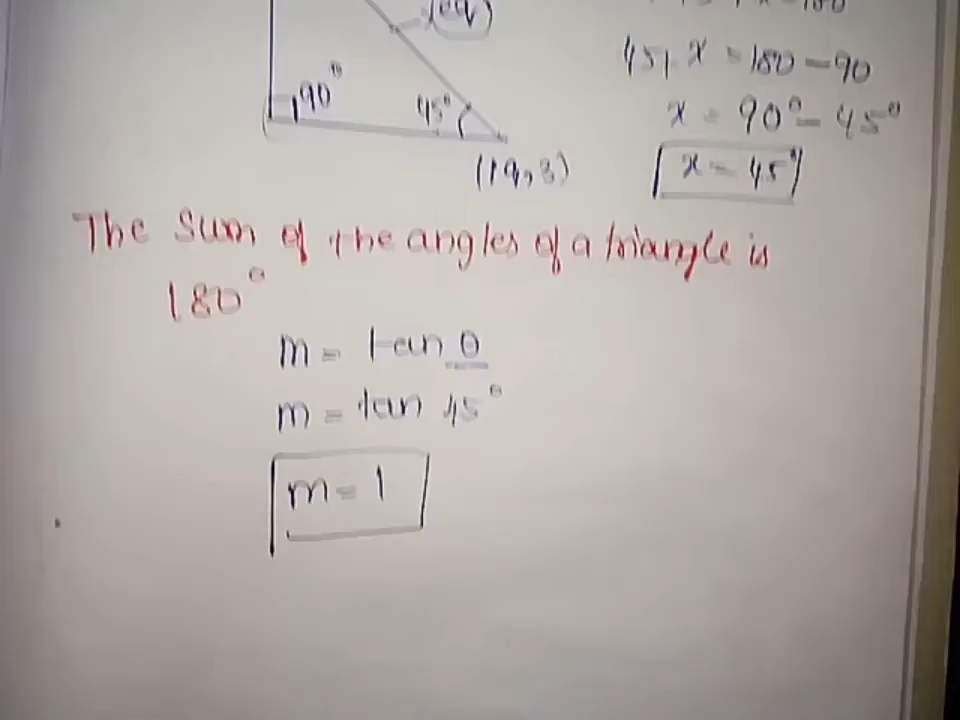 45+x = 180 - 90
90°
45°
x = 90° - 45°
(19,3)
x = 45°
The Sum of the angles of a triangle is
180°
m = tan θ
m = tan 45°
m = 1